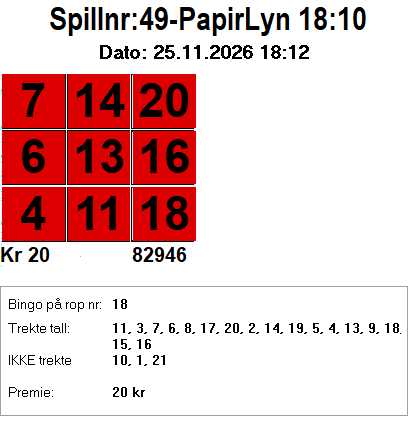 Spillnr:49-PapirLyn 18:10
Dato: 25.11.2026 18:12
7 14 20
6 13 16
4 11 18
Kr 20 82946
Bingo på rop nr: 18
Trekte tall: 11, 3, 7, 6, 8, 17, 20, 2, 14, 19, 5, 4, 13, 9, 18,
15, 16
IKKE trekte 10, 1, 21
Premie: 20 kr